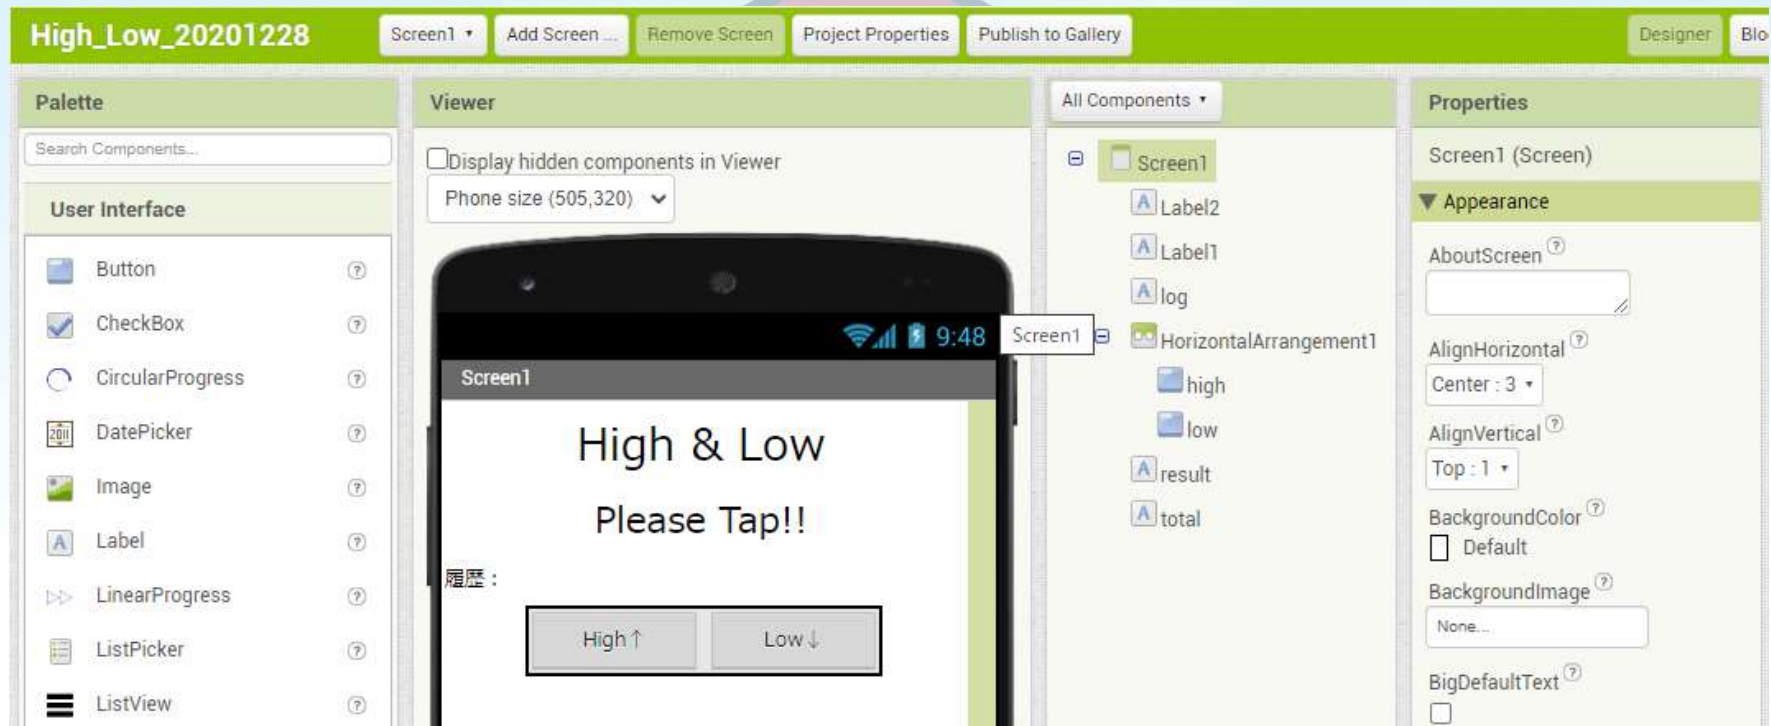 High_Low_20201228
Screen1
Add Screen ...
Remove Screen
Project Properties
Publish to Gallery
Designer
Blo
Palette
Search Components...
User Interface
Button
CheckBox
CircularProgress
DatePicker
Image
Label
LinearProgress
ListPicker
ListView
Viewer
Display hidden components in Viewer
Phone size (505,320)
9:48
Screen1
High & Low
Please Tap!!
履歴：
High↑
Low↓
All Components
Screen1
Label2
Label1
log
Screen1
HorizontalArrangement1
high
low
result
total
Properties
Screen1 (Screen)
Appearance
AboutScreen
AlignHorizontal
Center : 3
AlignVertical
Top : 1
BackgroundColor
Default
BackgroundImage
None...
BigDefaultText